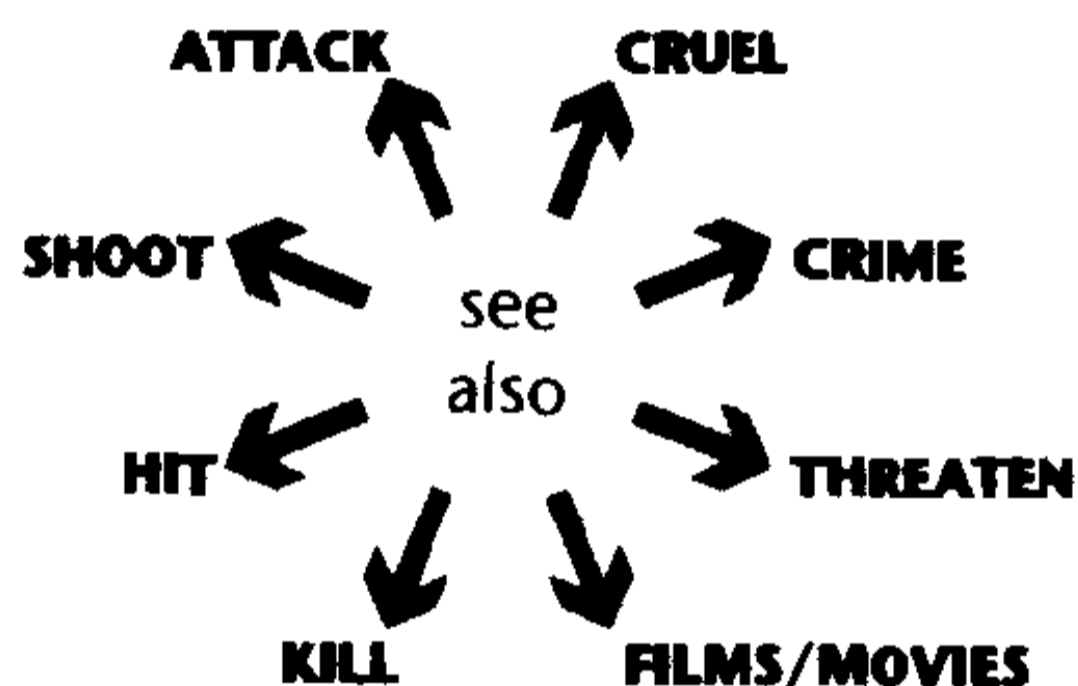 ATTACK CRUEL
SHOOT CRIME
see
also
HIT THREATEN
KILL FILMS/MOVIES